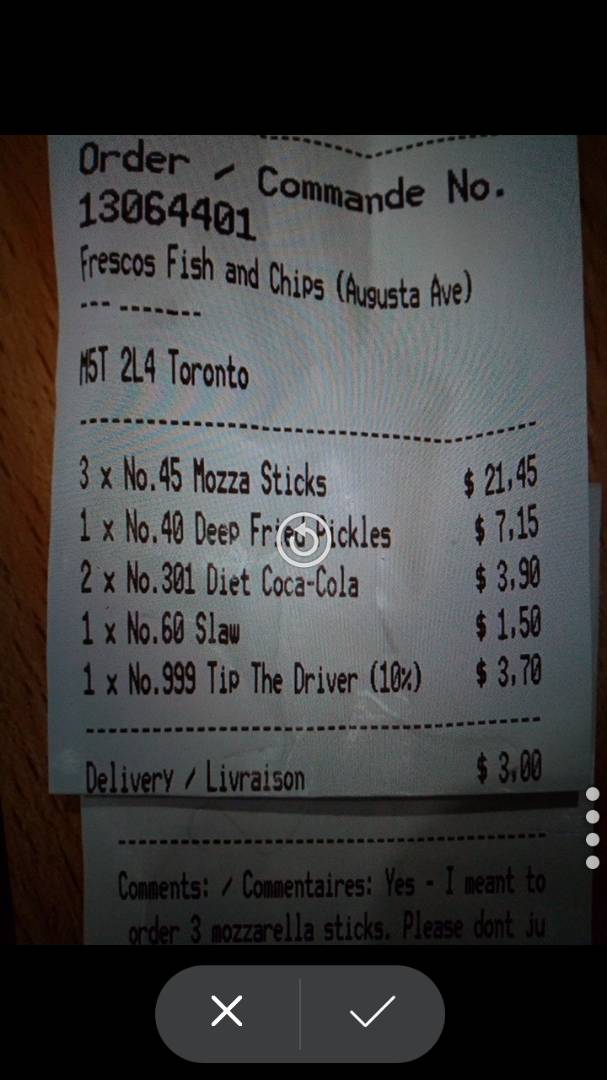 Order / Commande No.
13064401
Frescos Fish and Chips (Augusta Ave)
M5T 2L4 Toronto
3 x No.45 Mozza Sticks $ 21,45
1 x No.40 Deep Fried Pickles $ 7,15
2 x No.301 Diet Coca-Cola $ 3,90
1 x No.60 Slaw $ 1,50
1 x No.999 Tip The Driver (10%) $ 3,70
Delivery / Livraison $ 3,00
Comments: / Commentaires: Yes - I meant to
order 3 mozzarella sticks. Please dont ju